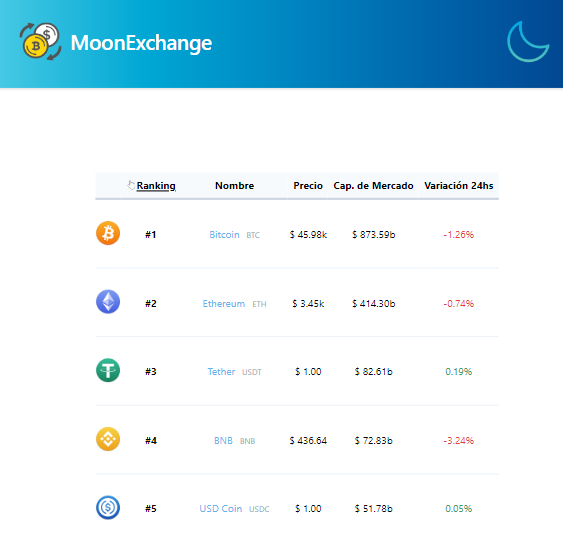 MoonExchange
Ranking Nombre Precio Cap. de Mercado Variación 24hs
#1 Bitcoin BTC $ 45.98k $ 873.59b -1.26%
#2 Ethereum ETH $ 3.45k $ 414.30b -0.74%
#3 Tether USDT $ 1.00 $ 82.61b 0.19%
#4 BNB BNB $ 436.64 $ 72.83b -3.24%
#5 USD Coin USDC $ 1.00 $ 51.78b 0.05%